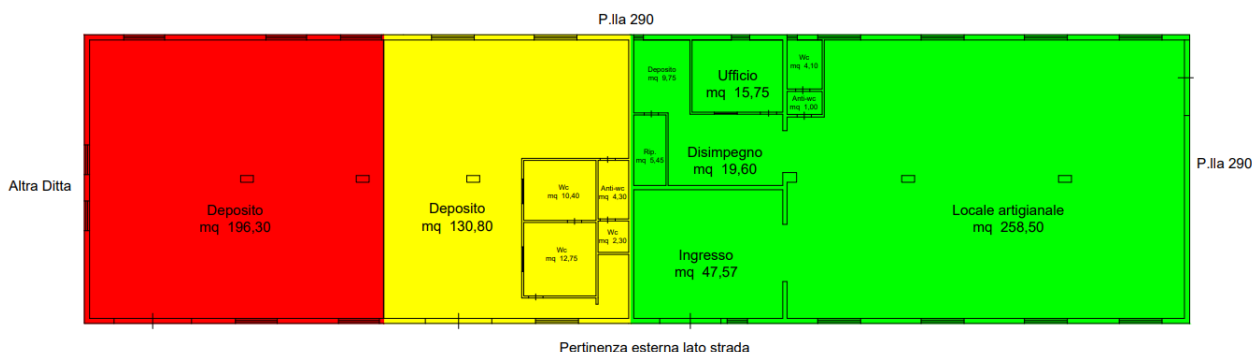 P.lla 290
Altra Ditta
Deposito
mq 196,30
Deposito
mq 130,80
Wc
mq 10,40
Anti-wc
mq 4,30
Wc
mq 2,30
Wc
mq 12,75
Deposito
mq 9,75
Ufficio
mq 15,75
Wc
mq 4,10
Anti-wc
mq 1,00
Rip.
mq 5,45
Disimpegno
mq 19,60
Ingresso
mq 47,57
Locale artigianale
mq 258,50
P.lla 290
Pertinenza esterna lato strada